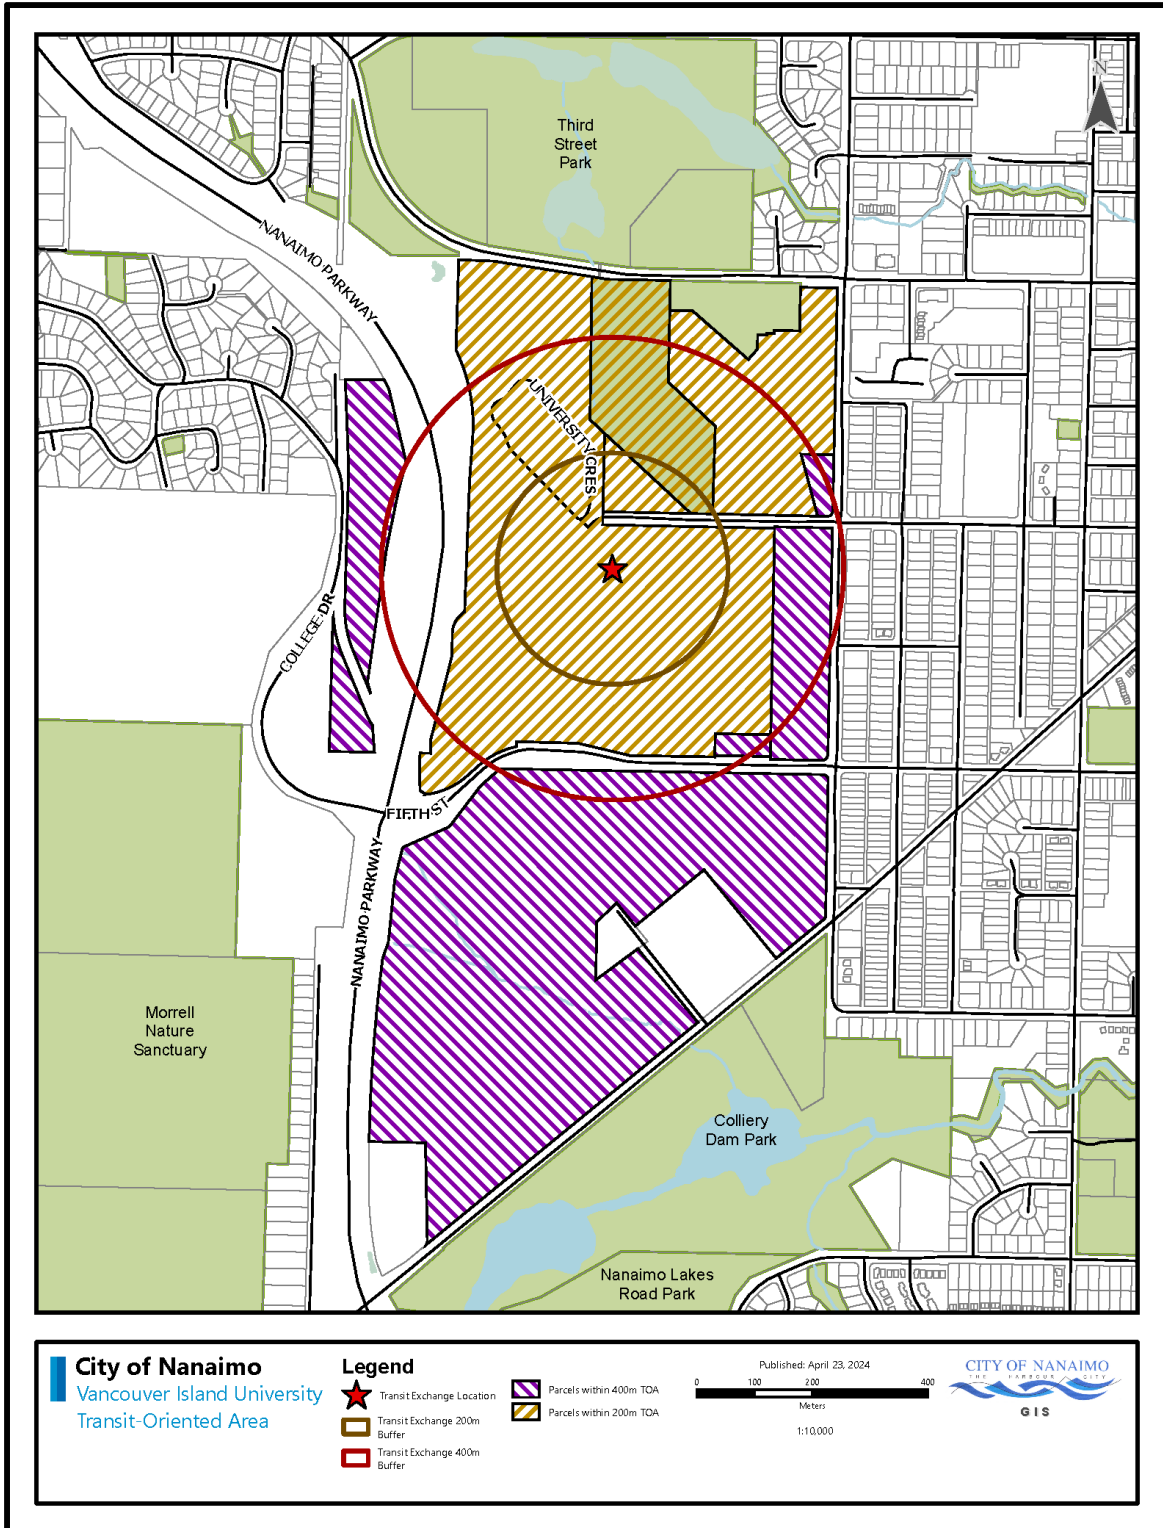 N
Third
Street
Park
NANAIMO PARKWAY
UNIVERSITY CRES
COLLEGE DR
FIFTH ST
NANAIMO PARKWAY
Morrell
Nature
Sanctuary
Colliery
Dam Park
Nanaimo Lakes
Road Park
City of Nanaimo
Vancouver Island University
Transit-Oriented Area
Legend
Transit Exchange Location
Transit Exchange 200m
Buffer
Transit Exchange 400m
Buffer
Parcels within 400m TOA
Parcels within 200m TOA
Published: April 23, 2024
0 100 200 400
Meters
1:10,000
CITY OF NANAIMO
THE HARBOUR CITY
GIS